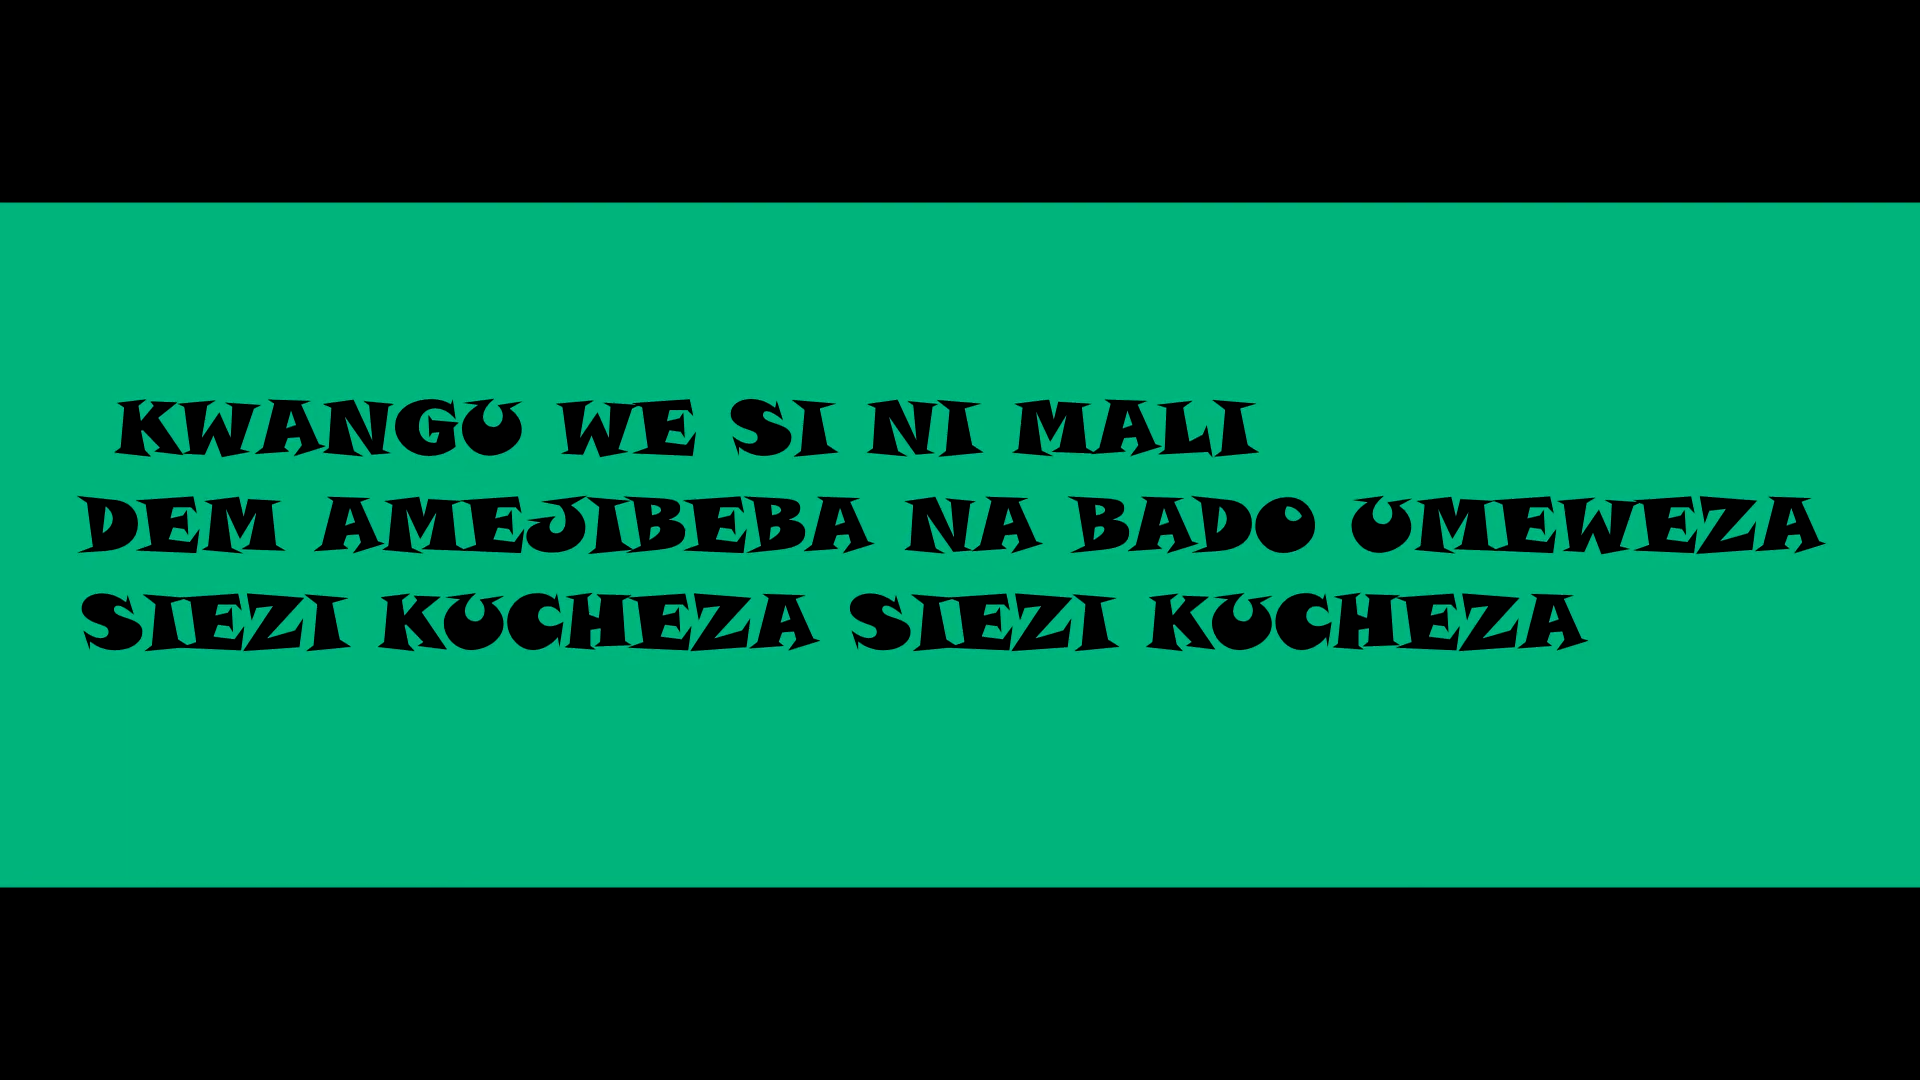 KWANGU WE SI NI MALI
DEM AMEJIBEBA NA BADO UMEWEZA
SIEZI KUCHEZA SIEZI KUCHEZA